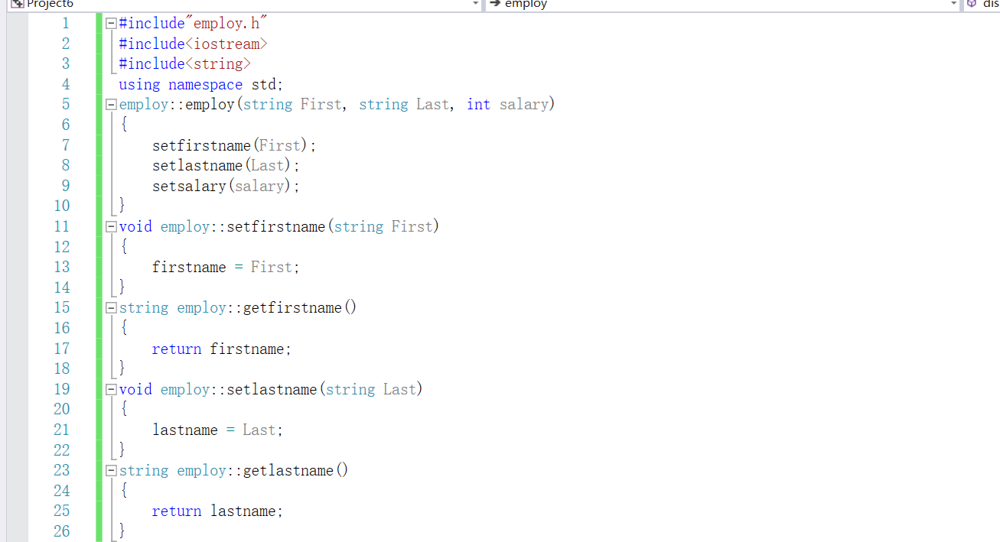 Project6 employ dis
1 #include"employ.h"
2 #include<iostream>
3 #include<string>
4 using namespace std;
5 employ::employ(string First, string Last, int salary)
6 {
7 setfirstname(First);
8 setlastname(Last);
9 setsalary(salary);
10 }
11 void employ::setfirstname(string First)
12 {
13 firstname = First;
14 }
15 string employ::getfirstname()
16 {
17 return firstname;
18 }
19 void employ::setlastname(string Last)
20 {
21 lastname = Last;
22 }
23 string employ::getlastname()
24 {
25 return lastname;
26 }